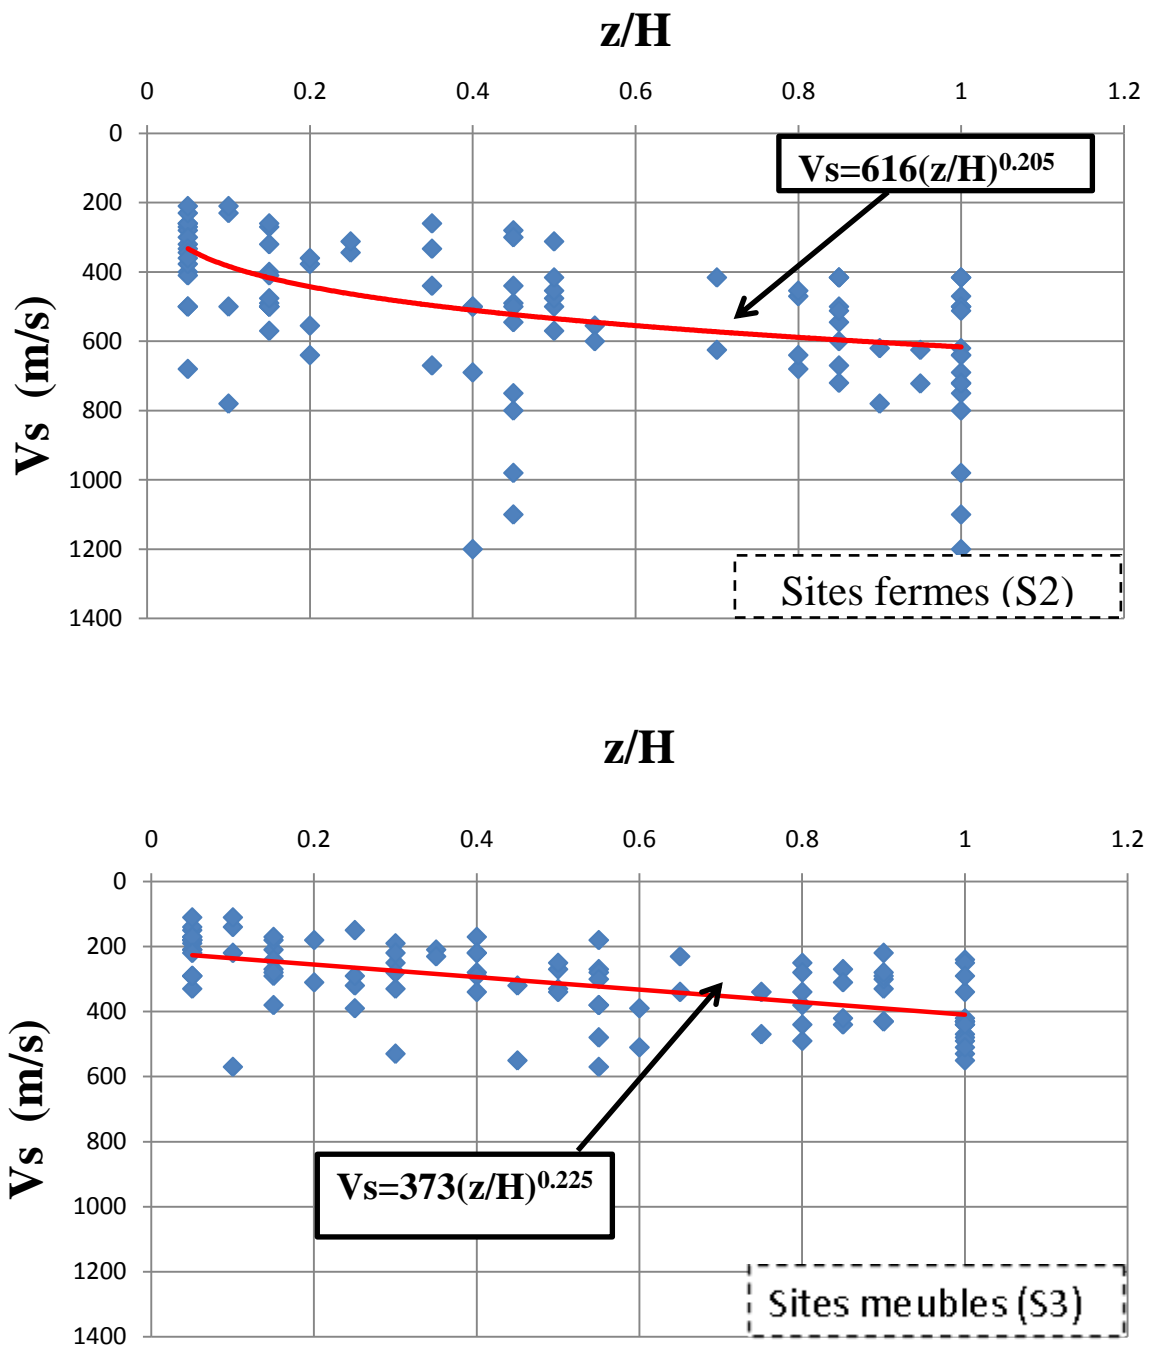 z/H
0 0.2 0.4 0.6 0.8 1 1.2
0
200
400
600
800
1000
1200
1400
Vs (m/s)
Vs=616(z/H)^0.205
Sites fermes (S2)
z/H
0 0.2 0.4 0.6 0.8 1 1.2
0
200
400
600
800
1000
1200
1400
Vs (m/s)
Vs=373(z/H)^0.225
Sites meubles (S3)